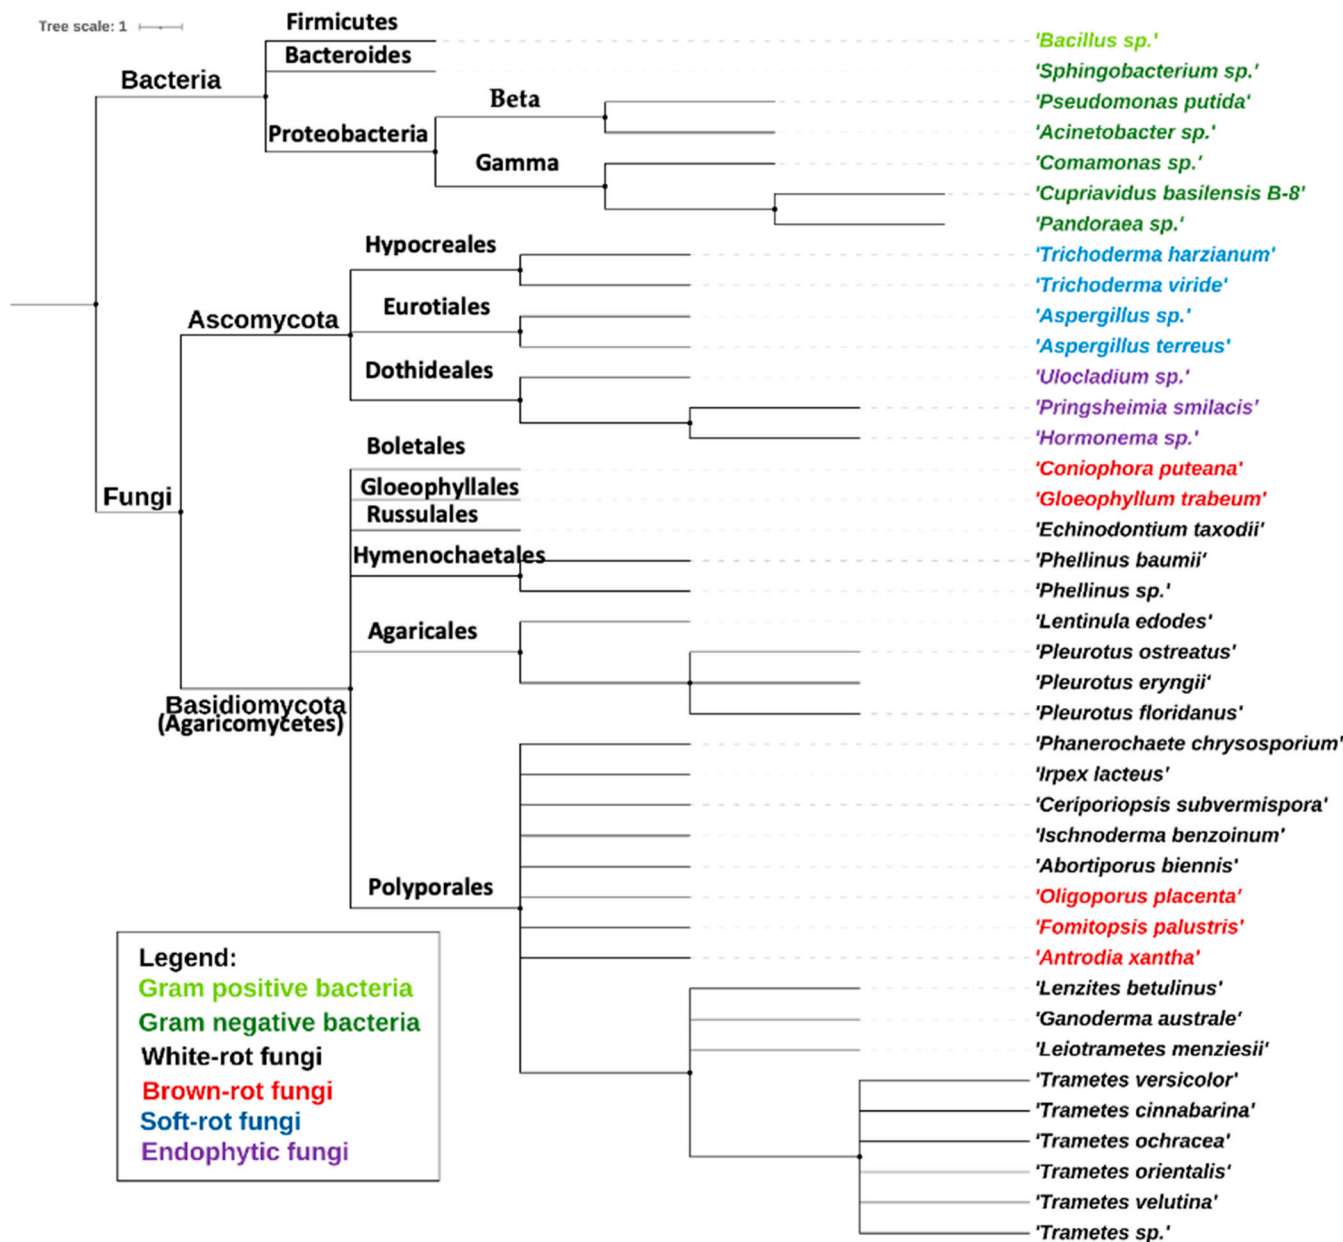 Tree scale: 1
Firmicutes
'Bacillus sp.'
Bacteroides
'Sphingobacterium sp.'
Bacteria
Beta
'Pseudomonas putida'
Proteobacteria
'Acinetobacter sp.'
Gamma
'Comamonas sp.'
'Cupriavidus basilensis B-8'
'Pandoraea sp.'
Hypocreales
'Trichoderma harzianum'
'Trichoderma viride'
Eurotiales
'Aspergillus sp.'
Ascomycota
'Aspergillus terreus'
Dothideales
'Ulocladium sp.'
'Pringsheimia smilacis'
'Hormonema sp.'
Boletales
'Coniophora puteana'
Gloeophyllales
Fungi
'Gloeophyllum trabeum'
Russulales
'Echinodontium taxodii'
Hymenochaetales
'Phellinus baumii'
'Phellinus sp.'
'Lentinula edodes'
Agaricales
'Pleurotus ostreatus'
'Pleurotus eryngii'
Basidiomycota
(Agaricomycetes)
'Pleurotus floridanus'
'Phanerochaete chrysosporium'
'Irpex lacteus'
'Ceriporiopsis subvermispora'
'Ischnoderma benzoinum'
'Abortiporus biennis'
Polyporales
'Oligoporus placenta'
'Fomitopsis palustris'
'Antrodia xantha'
'Lenzites betulinus'
'Ganoderma australe'
'Leiotrametes menziesii'
'Trametes versicolor'
'Trametes cinnabarina'
'Trametes ochracea'
'Trametes orientalis'
'Trametes velutina'
'Trametes sp.'
Legend:
Gram positive bacteria
Gram negative bacteria
White-rot fungi
Brown-rot fungi
Soft-rot fungi
Endophytic fungi